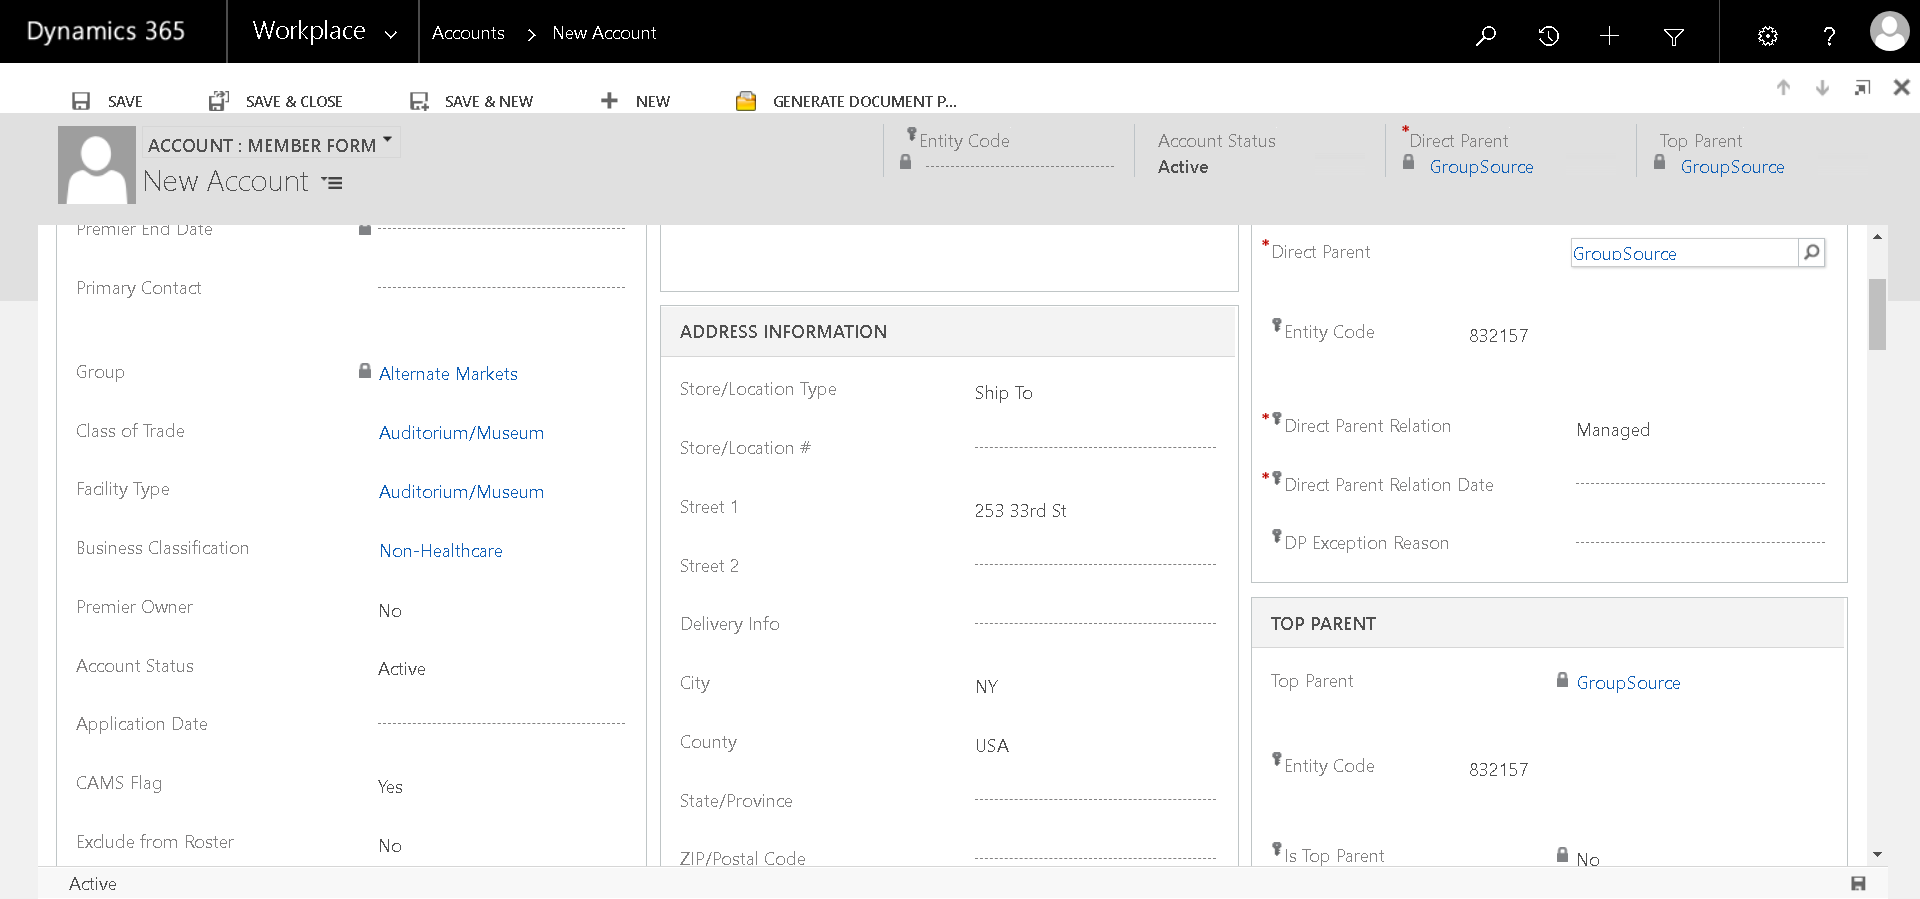 Dynamics 365
Workplace
Accounts > New Account
SAVE
SAVE & CLOSE
SAVE & NEW
NEW
GENERATE DOCUMENT P...
ACCOUNT : MEMBER FORM
New Account
Entity Code
Account Status
Active
*Direct Parent
GroupSource
Top Parent
GroupSource
Premier End Date
Primary Contact
Group Alternate Markets
Class of Trade Auditorium/Museum
Facility Type Auditorium/Museum
Business Classification Non-Healthcare
Premier Owner No
Account Status Active
Application Date
CAMS Flag Yes
Exclude from Roster No
ADDRESS INFORMATION
Store/Location Type Ship To
Store/Location #
Street 1 253 33rd St
Street 2
Delivery Info
City NY
County USA
State/Province
ZIP/Postal Code
*Direct Parent GroupSource
Entity Code 832157
*Direct Parent Relation Managed
*Direct Parent Relation Date
DP Exception Reason
TOP PARENT
Top Parent GroupSource
Entity Code 832157
Is Top Parent No
Active